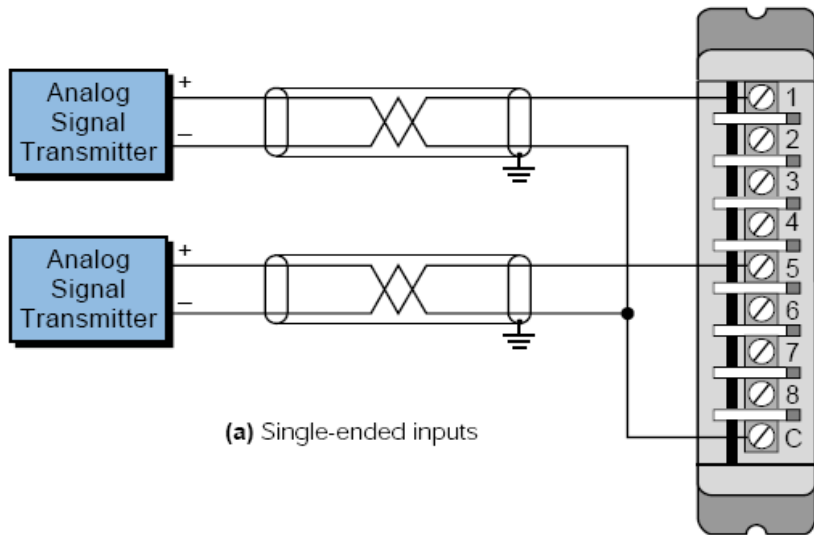 Analog
Signal
Transmitter
+
–
Analog
Signal
Transmitter
+
–
1
2
3
4
5
6
7
8
C
(a) Single-ended inputs